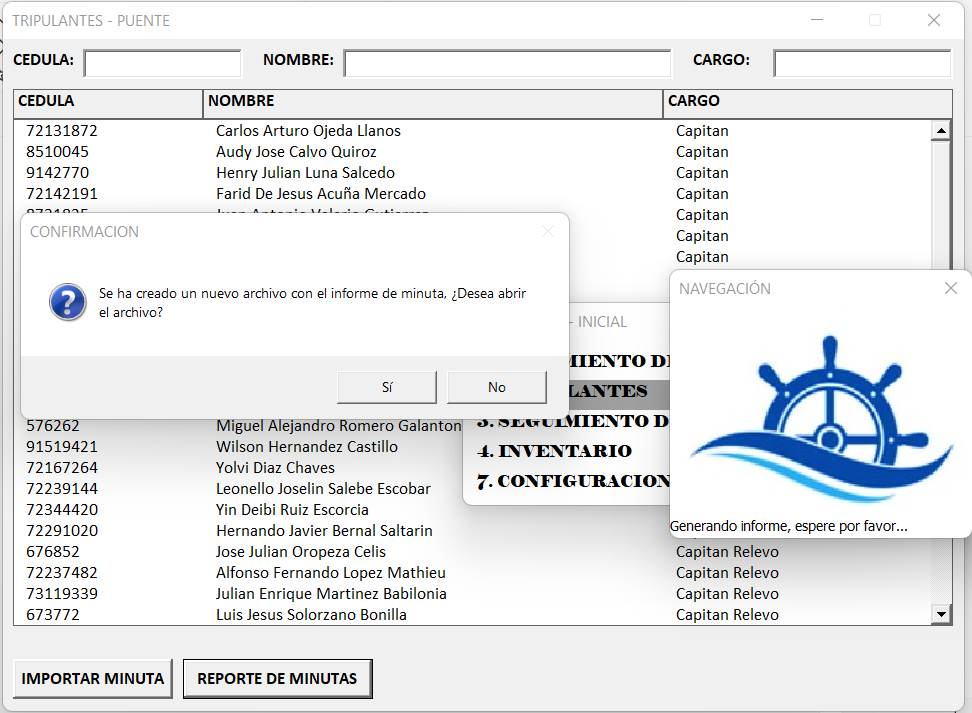 TRIPULANTES - PUENTE
CEDULA:
NOMBRE:
CARGO:
CEDULA NOMBRE CARGO
72131872 Carlos Arturo Ojeda Llanos Capitan
8510045 Audy Jose Calvo Quiroz Capitan
9142770 Henry Julian Luna Salcedo Capitan
72142191 Farid De Jesus Acuña Mercado Capitan
Capitan
Capitan
Capitan
CONFIRMACION
Se ha creado un nuevo archivo con el informe de minuta, ¿Desea abrir
el archivo?
Sí
No
- INICIAL
MIENTO DE
LANTES
3. SEGUIMIENTO D
4. INVENTARIO
7. CONFIGURACION
NAVEGACIÓN
Generando informe, espere por favor...
576262 Miguel Alejandro Romero Galanton
91519421 Wilson Hernandez Castillo
72167264 Yolvi Diaz Chaves
72239144 Leonello Joselin Salebe Escobar
72344420 Yin Deibi Ruiz Escorcia
72291020 Hernando Javier Bernal Saltarin
676852 Jose Julian Oropeza Celis Capitan Relevo
72237482 Alfonso Fernando Lopez Mathieu Capitan Relevo
73119339 Julian Enrique Martinez Babilonia Capitan Relevo
673772 Luis Jesus Solorzano Bonilla Capitan Relevo
IMPORTAR MINUTA
REPORTE DE MINUTAS